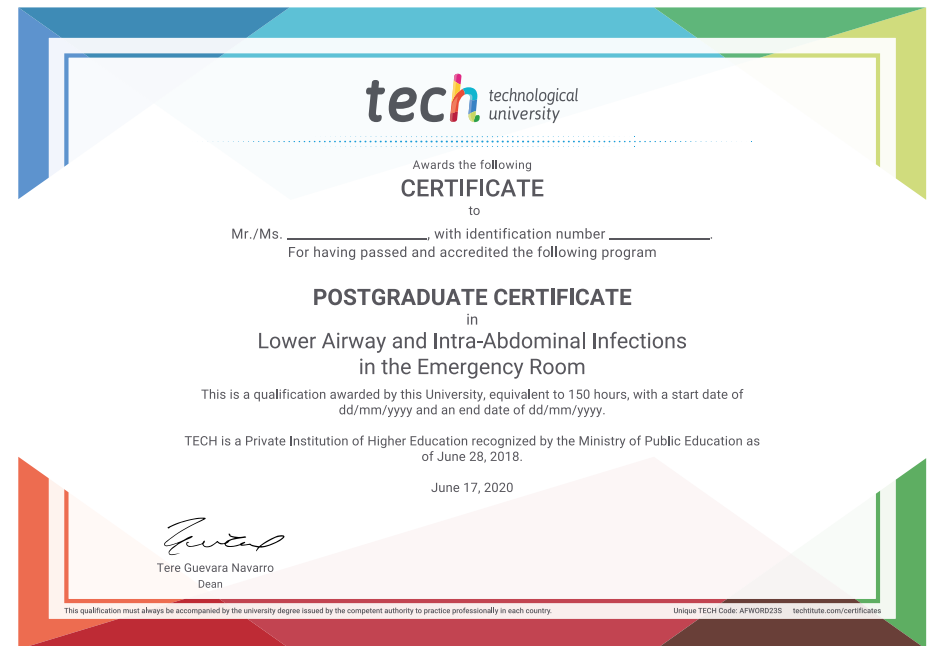 tech technological
university
Awards the following
CERTIFICATE
to
Mr./Ms. ____________________, with identification number ______________.
For having passed and accredited the following program
POSTGRADUATE CERTIFICATE
in
Lower Airway and Intra-Abdominal Infections
in the Emergency Room
This is a qualification awarded by this University, equivalent to 150 hours, with a start date of
dd/mm/yyyy and an end date of dd/mm/yyyy.
TECH is a Private Institution of Higher Education recognized by the Ministry of Public Education as
of June 28, 2018.
June 17, 2020
Tere Guevara Navarro
Dean
This qualification must always be accompanied by the university degree issued by the competent authority to practice professionally in each country.
Unique TECH Code: AFWORD23S techtitute.com/certificates